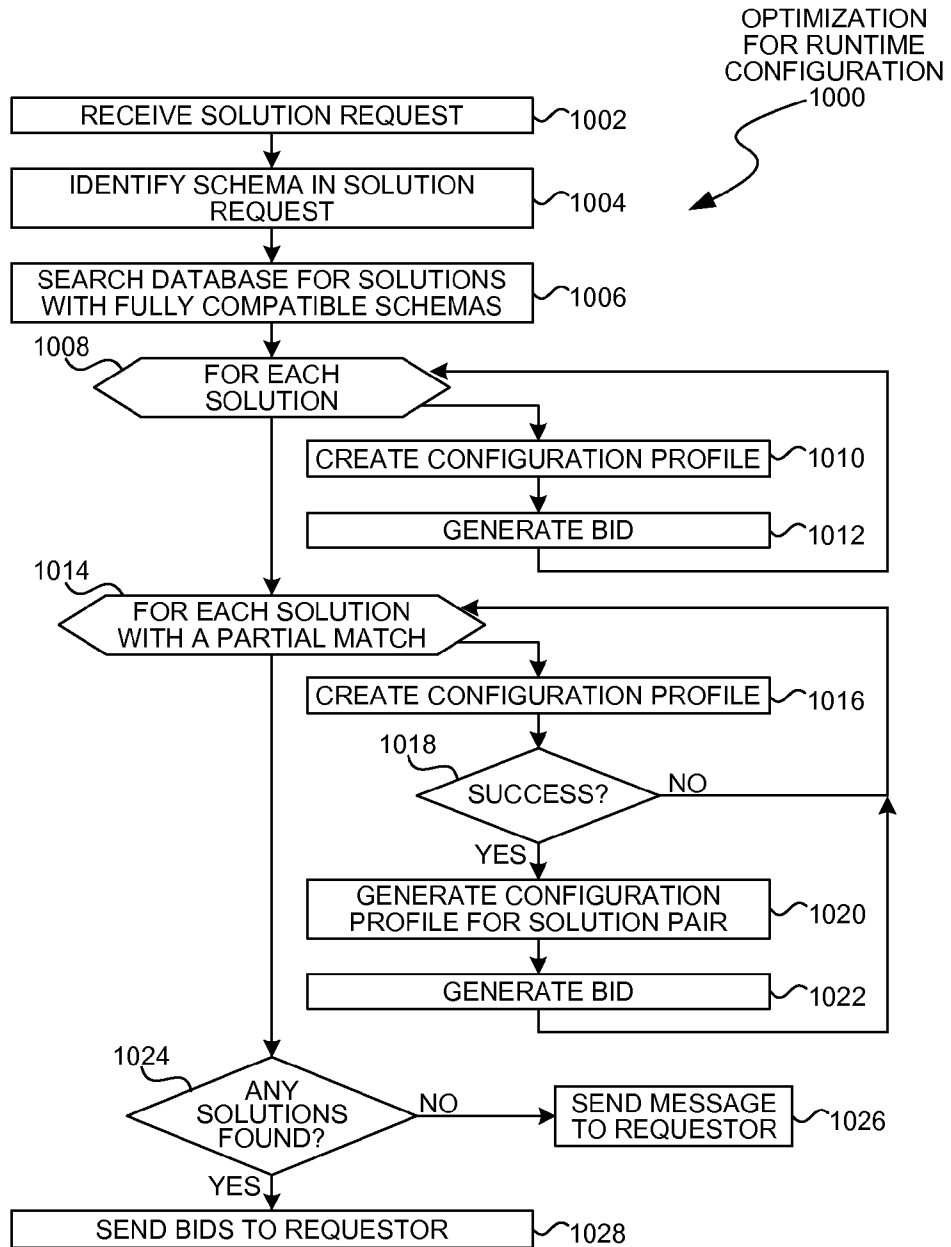 OPTIMIZATION
FOR RUNTIME
CONFIGURATION
1000
RECEIVE SOLUTION REQUEST
1002
IDENTIFY SCHEMA IN SOLUTION
REQUEST
1004
SEARCH DATABASE FOR SOLUTIONS
WITH FULLY COMPATIBLE SCHEMAS
1006
1008
FOR EACH
SOLUTION
CREATE CONFIGURATION PROFILE
1010
GENERATE BID
1012
1014
FOR EACH SOLUTION
WITH A PARTIAL MATCH
CREATE CONFIGURATION PROFILE
1016
1018
SUCCESS?
NO
YES
GENERATE CONFIGURATION
PROFILE FOR SOLUTION PAIR
1020
GENERATE BID
1022
1024
ANY
SOLUTIONS
FOUND?
NO
SEND MESSAGE
TO REQUESTOR
1026
YES
SEND BIDS TO REQUESTOR
1028